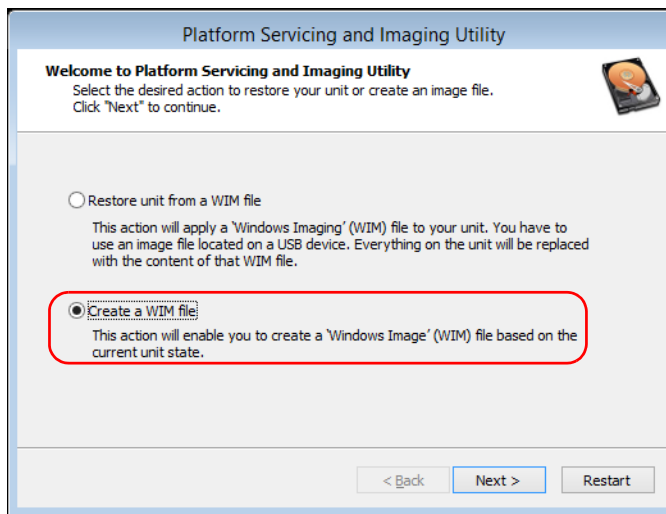 Platform Servicing and Imaging Utility
Welcome to Platform Servicing and Imaging Utility
Select the desired action to restore your unit or create an image file.
Click "Next" to continue.
Restore unit from a WIM file
This action will apply a 'Windows Imaging' (WIM) file to your unit. You have to
use an image file located on a USB device. Everything on the unit will be replaced
with the content of that WIM file.
Create a WIM file
This action will enable you to create a 'Windows Image' (WIM) file based on the
current unit state.
< Back Next > Restart